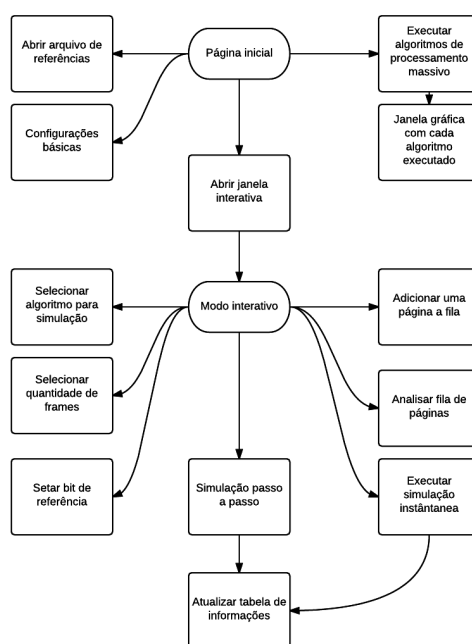 Abrir arquivo de
referências
Página inicial
Executar
algoritmos de
processamento
massivo
Configurações
básicas
Janela gráfica
com cada
algoritmo
executado
Abrir janela
interativa
Selecionar
algoritmo para
simulação
Modo interativo
Adicionar uma
página a fila
Selecionar
quantidade de
frames
Analisar fila de
páginas
Setar bit de
referência
Simulação passo
a passo
Executar
simulação
instântanea
Atualizar tabela de
informações